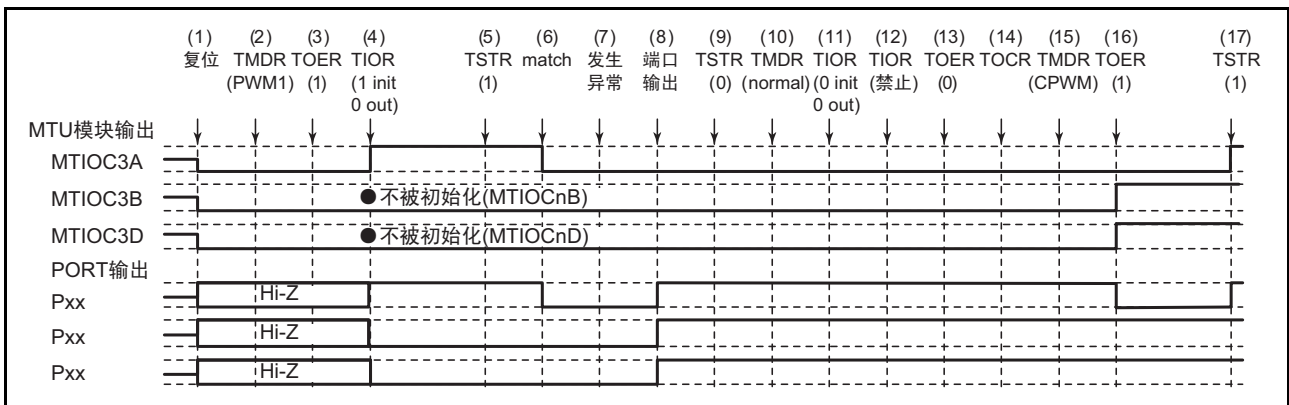 (1) (2) (3) (4) (5) (6) (7) (8) (9) (10) (11) (12) (13) (14) (15) (16) (17)
复位 TMDR TOER TIOR TSTR match 发生 端口 TSTR TMDR TIOR TIOR TOER TOCR TMDR TOER TSTR
(PWM1) (1) (1 init (1) 异常 输出 (0) (normal) (0 init (禁止) (0) (CPWM) (1) (1)
0 out) 0 out)
MTU模块输出
MTIOC3A
MTIOC3B ●不被初始化(MTIOCnB)
MTIOC3D ●不被初始化(MTIOCnD)
PORT输出
Pxx Hi-Z
Pxx Hi-Z
Pxx Hi-Z